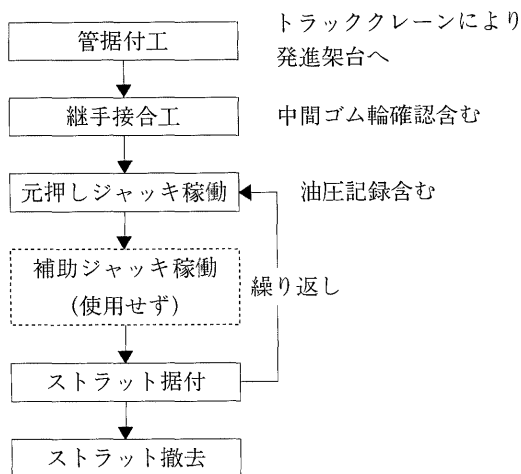 トラッククレーンにより
管据付工
発進架台へ
継手接合工
中間ゴム輪確認含む
元押しジャッキ稼働
油圧記録含む
補助ジャッキ稼働
(使用せず)
繰り返し
ストラット据付
ストラット撤去